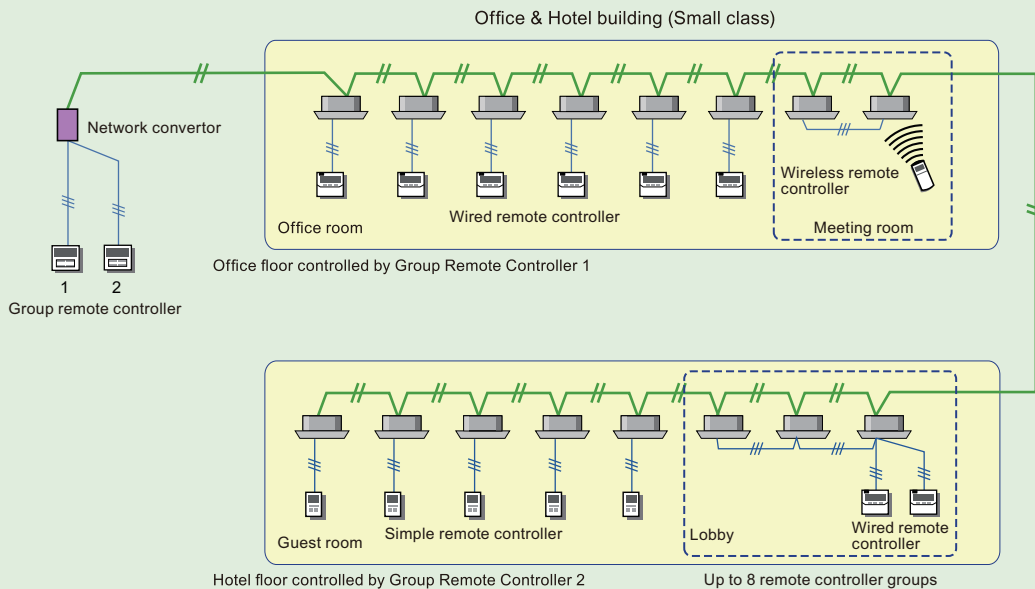 Office & Hotel building (Small class)
Network convertor
Wireless remote
controller
Wired remote controller
Office room
Meeting room
Office floor controlled by Group Remote Controller 1
1
2
Group remote controller
Simple remote controller
Guest room
Lobby
Wired remote
controller
Hotel floor controlled by Group Remote Controller 2
Up to 8 remote controller groups